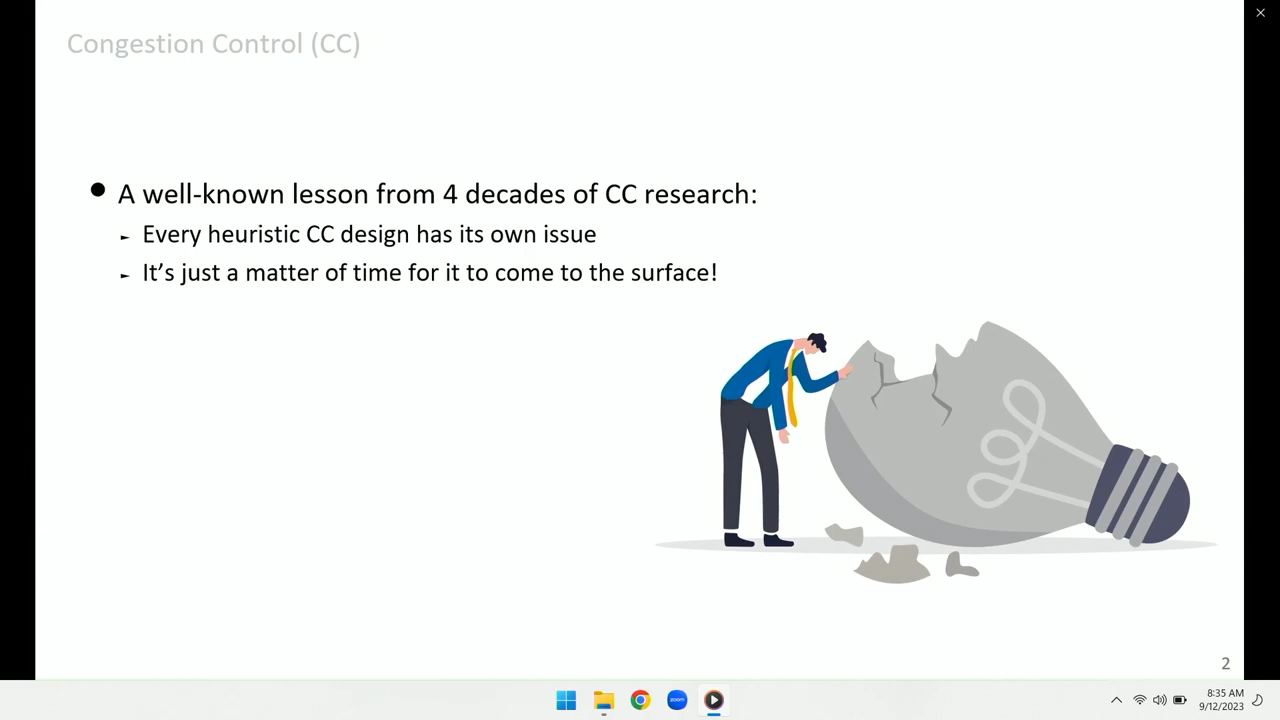 Congestion Control (CC)
A well-known lesson from 4 decades of CC research:
Every heuristic CC design has its own issue
It's just a matter of time for it to come to the surface!
2
zoom
8:35 AM
9/12/2023